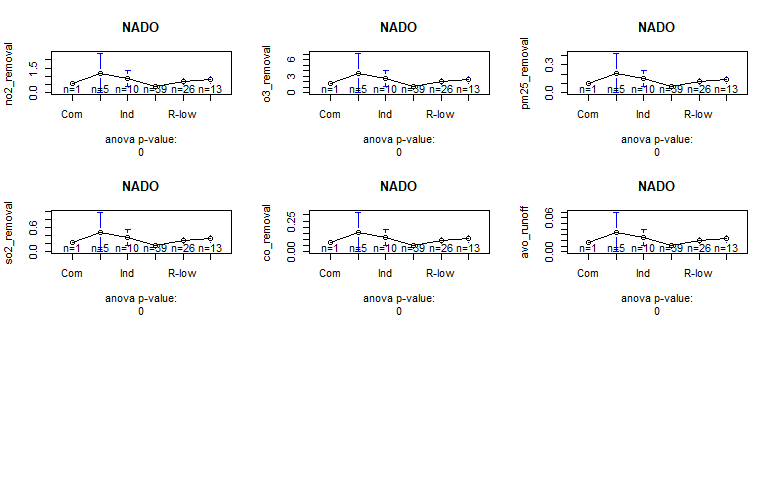 NADO
no2_removal
0.0 1.5
n=1 n=5 n=10 n=39 n=26 n=13
Com Ind R-low
anova p-value:
0
NADO
o3_removal
0 3 6
n=1 n=5 n=10 n=39 n=26 n=13
Com Ind R-low
anova p-value:
0
NADO
pm25_removal
0.0 0.3
n=1 n=5 n=10 n=39 n=26 n=13
Com Ind R-low
anova p-value:
0
NADO
so2_removal
0.0 0.6
n=1 n=5 n=10 n=39 n=26 n=13
Com Ind R-low
anova p-value:
0
NADO
co_removal
0.00 0.25
n=1 n=5 n=10 n=39 n=26 n=13
Com Ind R-low
anova p-value:
0
NADO
avo_runoff
0.00 0.06
n=1 n=5 n=10 n=39 n=26 n=13
Com Ind R-low
anova p-value:
0